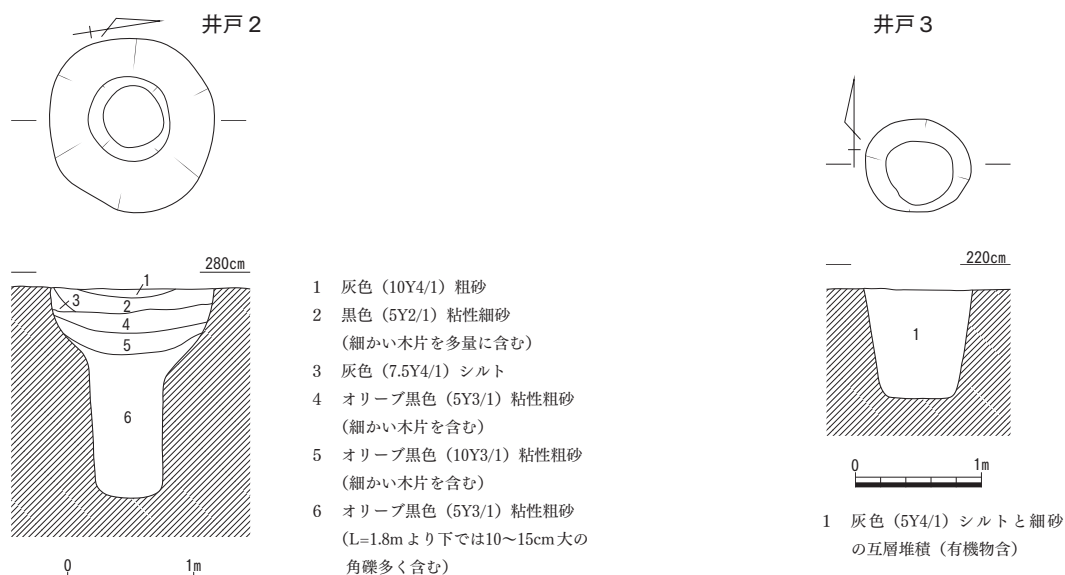 井戸2
280cm
1
3
2
4
5
6
0 1m
1 灰色（10Y4/1）粗砂
2 黒色（5Y2/1）粘性細砂
（細かい木片を多量に含む）
3 灰色（7.5Y4/1）シルト
4 オリーブ黒色（5Y3/1）粘性粗砂
（細かい木片を含む）
5 オリーブ黒色（10Y3/1）粘性粗砂
（細かい木片を含む）
6 オリーブ黒色（5Y3/1）粘性粗砂
（L=1.8mより下では10〜15cm大の
角礫多く含む）
井戸3
220cm
1
0 1m
1 灰色（5Y4/1）シルトと細砂
の互層堆積（有機物含）